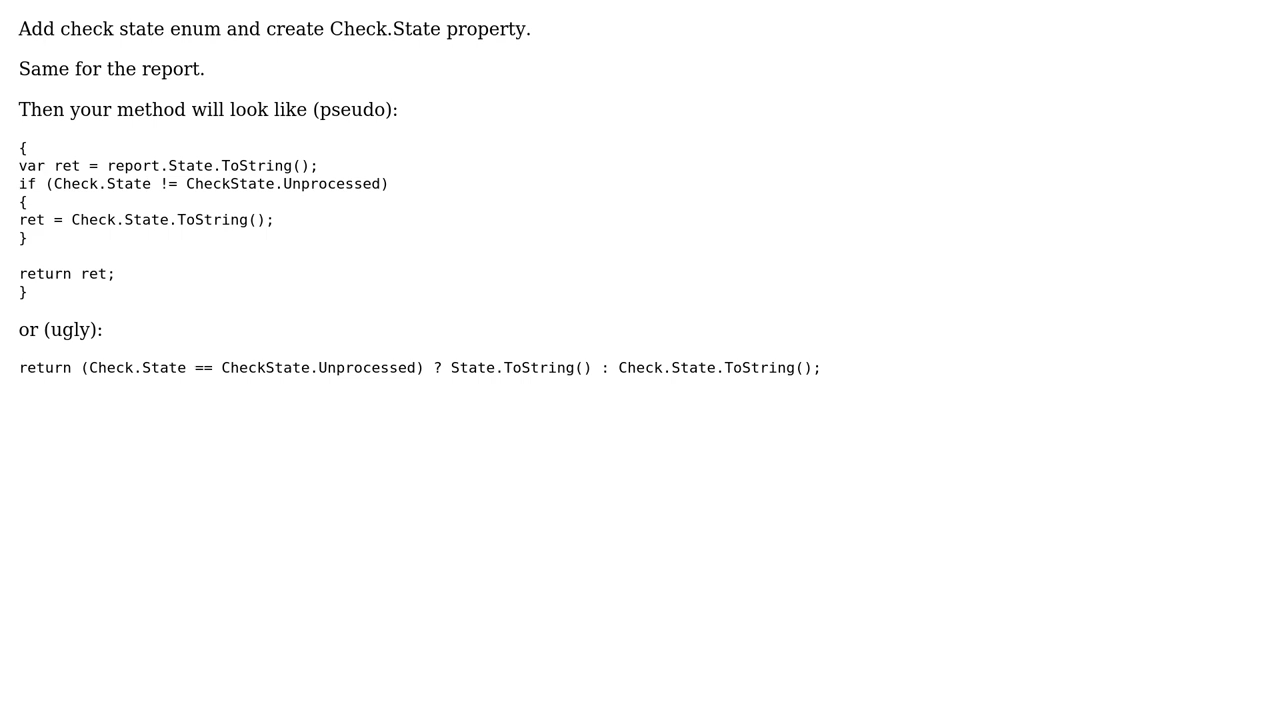 Add check state enum and create Check.State property.
Same for the report.
Then your method will look like (pseudo):
{
var ret = report.State.ToString();
if (Check.State != CheckState.Unprocessed)
{
ret = Check.State.ToString();
}
return ret;
}
or (ugly):
return (Check.State == CheckState.Unprocessed) ? State.ToString() : Check.State.ToString();